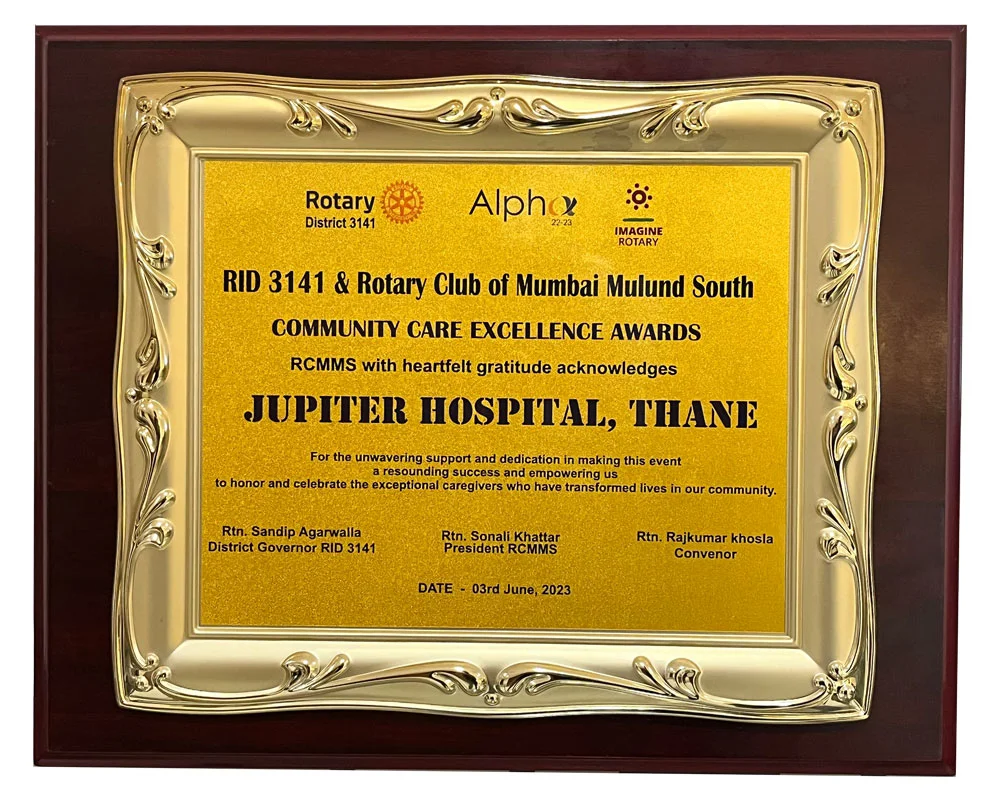 Rotary
District 3141
Alpha
22-23
IMAGINE
ROTARY
RID 3141 & Rotary Club of Mumbai Mulund South
COMMUNITY CARE EXCELLENCE AWARDS
RCMMS with heartfelt gratitude acknowledges
JUPITER HOSPITAL, THANE
For the unwavering support and dedication in making this event
a resounding success and empowering us
to honor and celebrate the exceptional caregivers who have transformed lives in our community.
Rtn. Sandip Agarwalla
District Governor RID 3141
Rtn. Sonali Khattar
President RCMMS
Rtn. Rajkumar khosla
Convenor
DATE - 03rd June, 2023